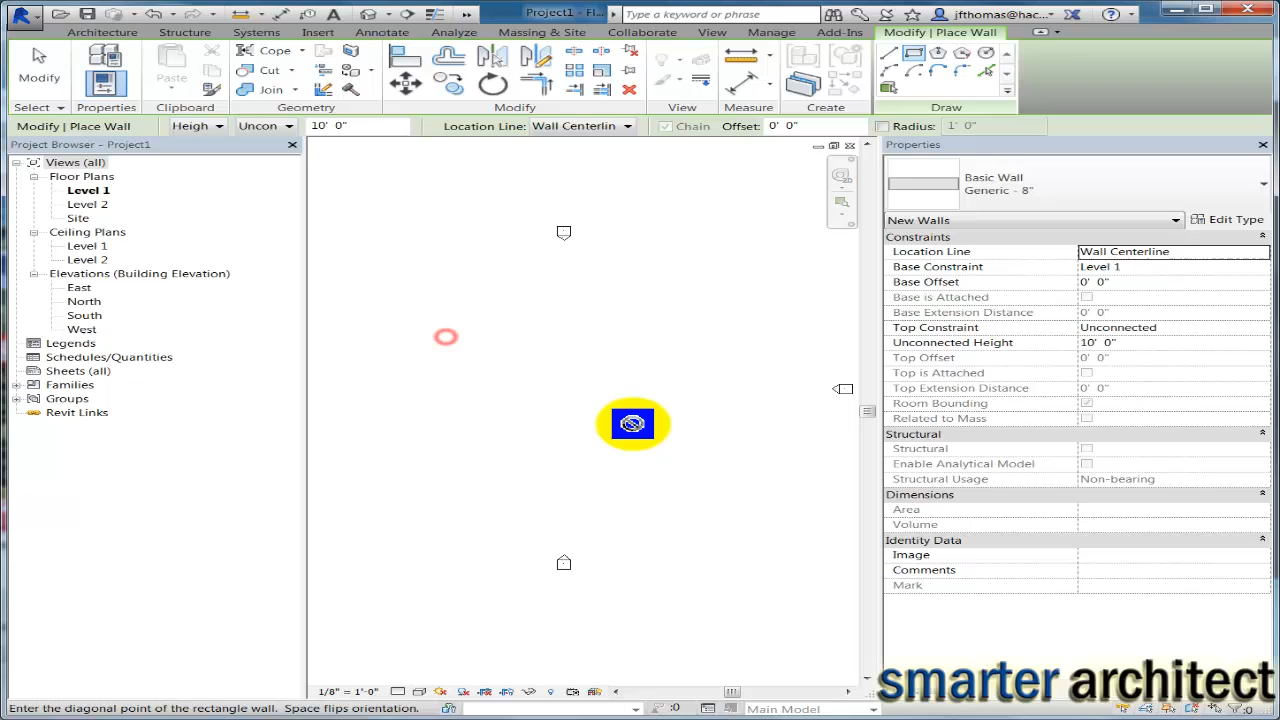 Project1 - Fl...
Type a keyword or phrase
jfthomas@hac...
Architecture
Structure
Systems
Insert
Annotate
Analyze
Massing & Site
Collaborate
View
Manage
Add-Ins
Modify | Place Wall
Modify
Paste
Cope
Cut
Join
Select
Properties
Clipboard
Geometry
Modify
View
Measure
Create
Draw
Modify | Place Wall
Heigh
Uncon
10' 0"
Location Line:
Wall Centerlin
Chain
Offset:
0' 0"
Radius:
1' 0"
Project Browser - Project1
Views (all)
Floor Plans
Level 1
Level 2
Site
Ceiling Plans
Level 1
Level 2
Elevations (Building Elevation)
East
North
South
West
Legends
Schedules/Quantities
Sheets (all)
Families
Groups
Revit Links
2D
Properties
Basic Wall
Generic - 8"
New Walls
Edit Type
Constraints
Location Line Wall Centerline
Base Constraint Level 1
Base Offset 0' 0"
Base is Attached
Base Extension Distance 0' 0"
Top Constraint Unconnected
Unconnected Height 10' 0"
Top Offset 0' 0"
Top is Attached
Top Extension Distance 0' 0"
Room Bounding
Related to Mass
Structural
Structural
Enable Analytical Model
Structural Usage Non-bearing
Dimensions
Area
Volume
Identity Data
Image
Comments
Mark
1/8" = 1'-0"
Enter the diagonal point of the rectangle wall. Space flips orientation.
:0
Main Model
:0
smarter architect